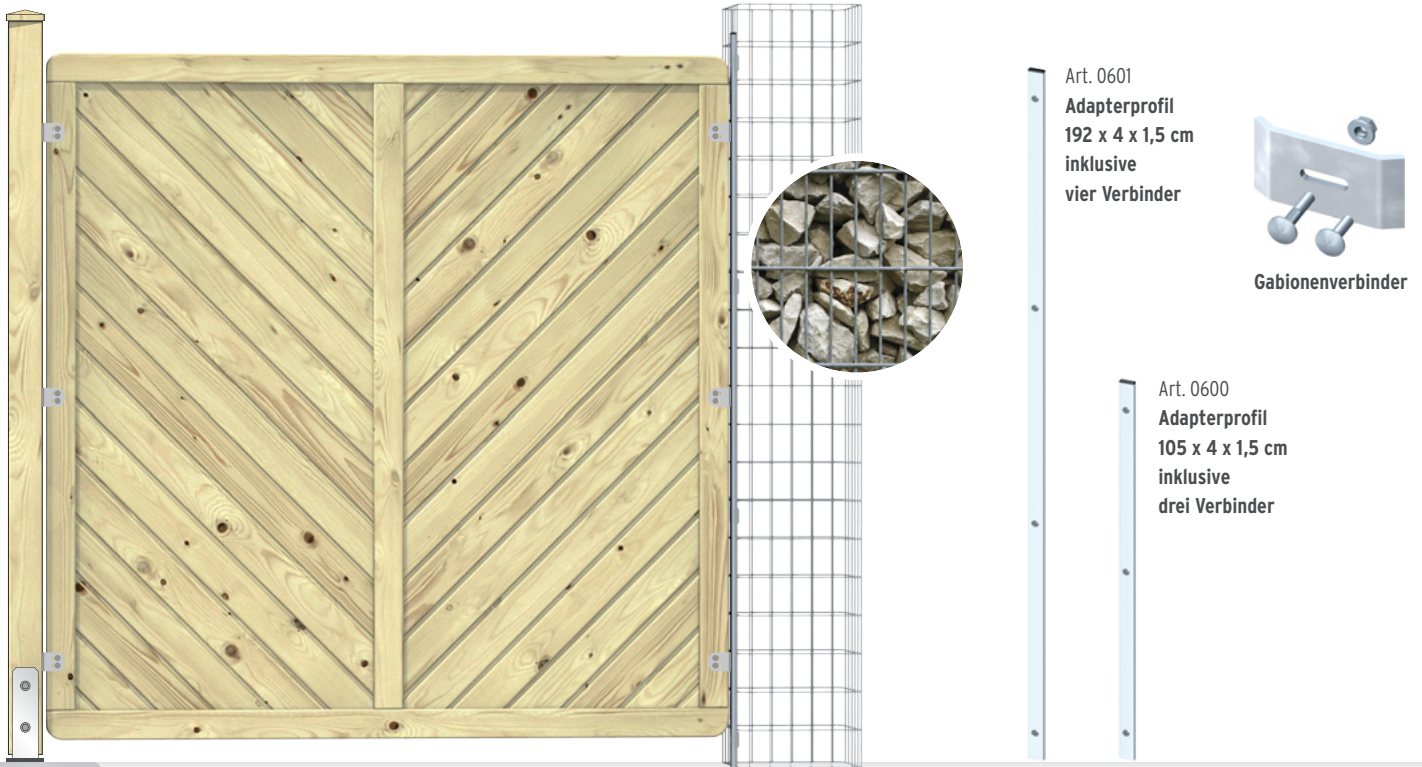 Art. 0601
Adapterprofil
192 x 4 x 1,5 cm
inklusive
vier Verbinder
Gabionenverbinder
Art. 0600
Adapterprofil
105 x 4 x 1,5 cm
inklusive
drei Verbinder